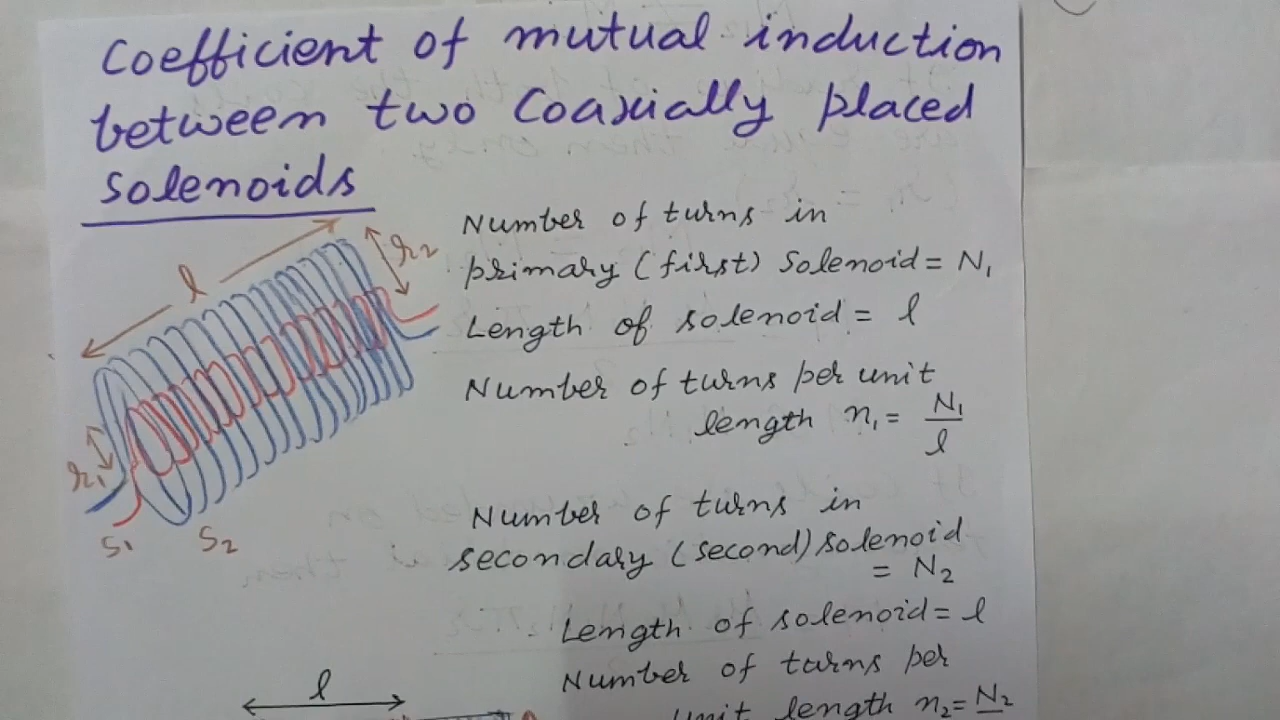 Coefficient of mutual induction
between two Coaxially placed
solenoids
l
r2
r1
S1 S2
Number of turns in
primary (first) Solenoid = N1
Length of solenoid = l
Number of turns per unit
length n1 = N1/l
Number of turns in
secondary (second) solenoid
= N2
Length of solenoid = l
Number of turns per
unit length n2 = N2
l